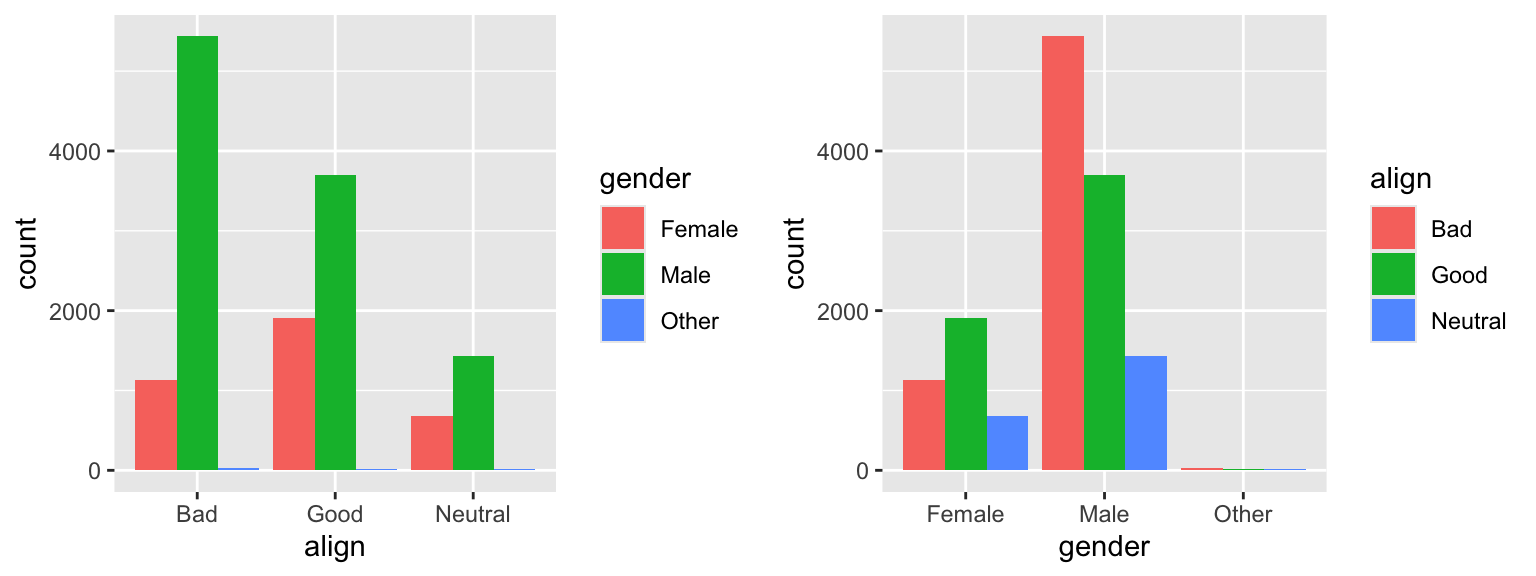 count
4000
2000
0
Bad Good Neutral
align
gender
Female
Male
Other
count
4000
2000
0
Female Male Other
gender
align
Bad
Good
Neutral